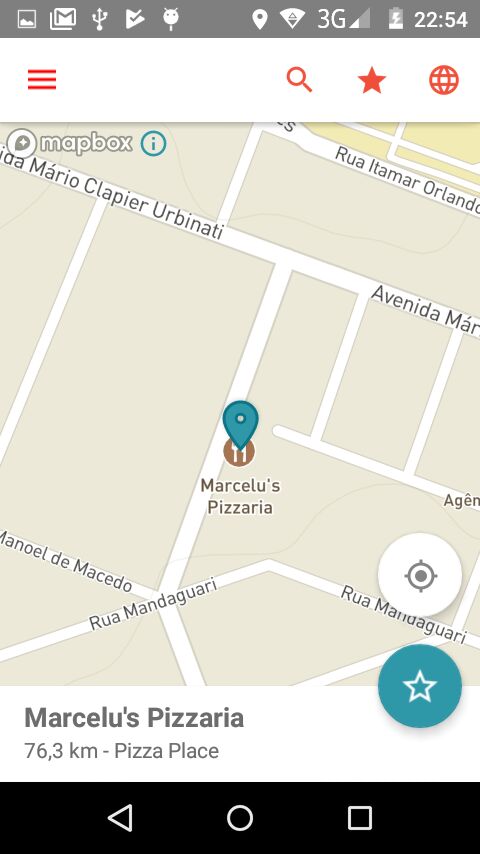 3G 22:54
mapbox
Rua Itamar Orlando
Mário Clapier Urbinati
Avenida Már
Marcelu's
Pizzaria
Agên
Manoel de Macedo
Rua Mandaguari
Rua Mandaguari
Marcelu's Pizzaria
76,3 km - Pizza Place